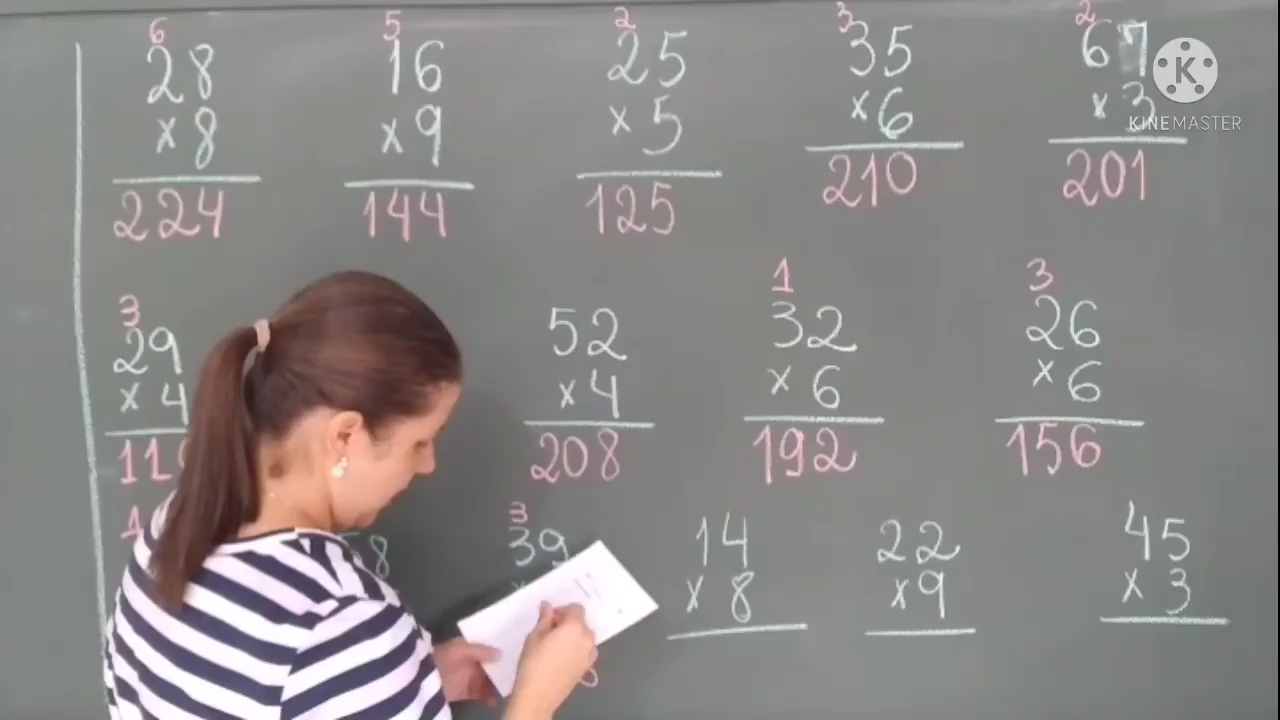 6 5 2 3 2
28 16 25 35 67
×8 ×9 ×5 ×6 ×3
224 144 125 210 201
K
KINEMASTER
3 1 3
29 52 32 26
×4 ×4 ×6 ×6
11 208 192 156
3
58 39 14 22 45
× 8 ×9 × 3